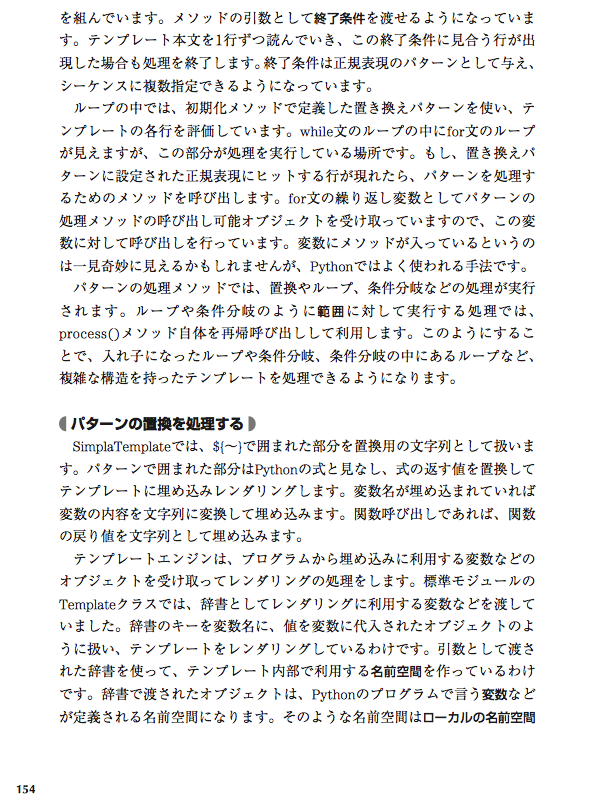 を組んでいます。メソッドの引数として終了条件を渡せるようになっていま
す。テンプレート本文を1行ずつ読んでいき、この終了条件に見合う行が出
現した場合も処理を終了します。終了条件は正規表現のパターンとして与え、
シーケンスに複数指定できるようになっています。
ループの中では、初期化メソッドで定義した置き換えパターンを使い、テ
ンプレートの各行を評価しています。while文のループの中にfor文のループ
が見えますが、この部分が処理を実行している場所です。もし、置き換えパ
ターンに設定された正規表現にヒットする行が現れたら、パターンを処理す
るためのメソッドを呼び出します。for文の繰り返し変数としてパターンの
処理メソッドの呼び出し可能オブジェクトを受け取っていますので、この変
数に対して呼び出しを行っています。変数にメソッドが入っているというの
は一見奇妙に見えるかもしれませんが、Pythonではよく使われる手法です。
パターンの処理メソッドでは、置換やループ、条件分岐などの処理が実行
されます。ループや条件分岐のように範囲に対して実行する処理では、
process()メソッド自体を再帰呼び出しして利用します。このようにするこ
とで、入れ子になったループや条件分岐、条件分岐の中にあるループなど、
複雑な構造を持ったテンプレートを処理できるようになります。
パターンの置換を処理する
SimplaTemplateでは、${〜}で囲まれた部分を置換用の文字列として扱いま
す。パターンで囲まれた部分はPythonの式と見なし、式の返す値を置換して
テンプレートに埋め込みレンダリングします。変数名が埋め込まれていれば
変数の内容を文字列に変換して埋め込みます。関数呼び出しであれば、関数
の戻り値を文字列として埋め込みます。
テンプレートエンジンは、プログラムから埋め込みに利用する変数などの
オブジェクトを受け取ってレンダリングの処理をします。標準モジュールの
Templateクラスでは、辞書としてレンダリングに利用する変数などを渡して
いました。辞書のキーを変数名に、値を変数に代入されたオブジェクトのよ
うに扱い、テンプレートをレンダリングしているわけです。引数として渡さ
れた辞書を使って、テンプレート内部で利用する名前空間を作っているわけ
です。辞書で渡されたオブジェクトは、Pythonのプログラムで言う変数など
が定義される名前空間になります。そのような名前空間はローカルの名前空間
154